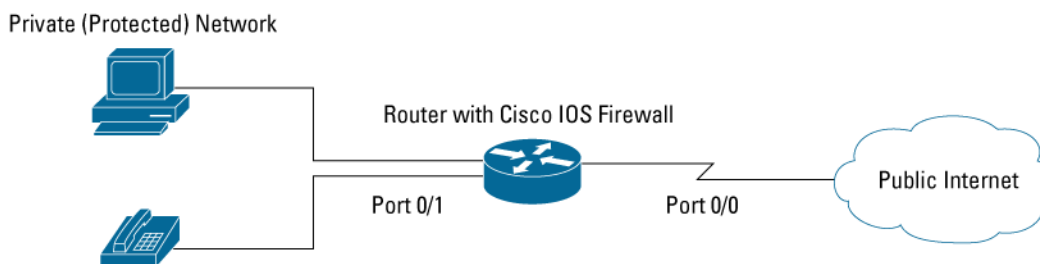 Private (Protected) Network
Router with Cisco IOS Firewall
Port 0/1
Port 0/0
Public Internet